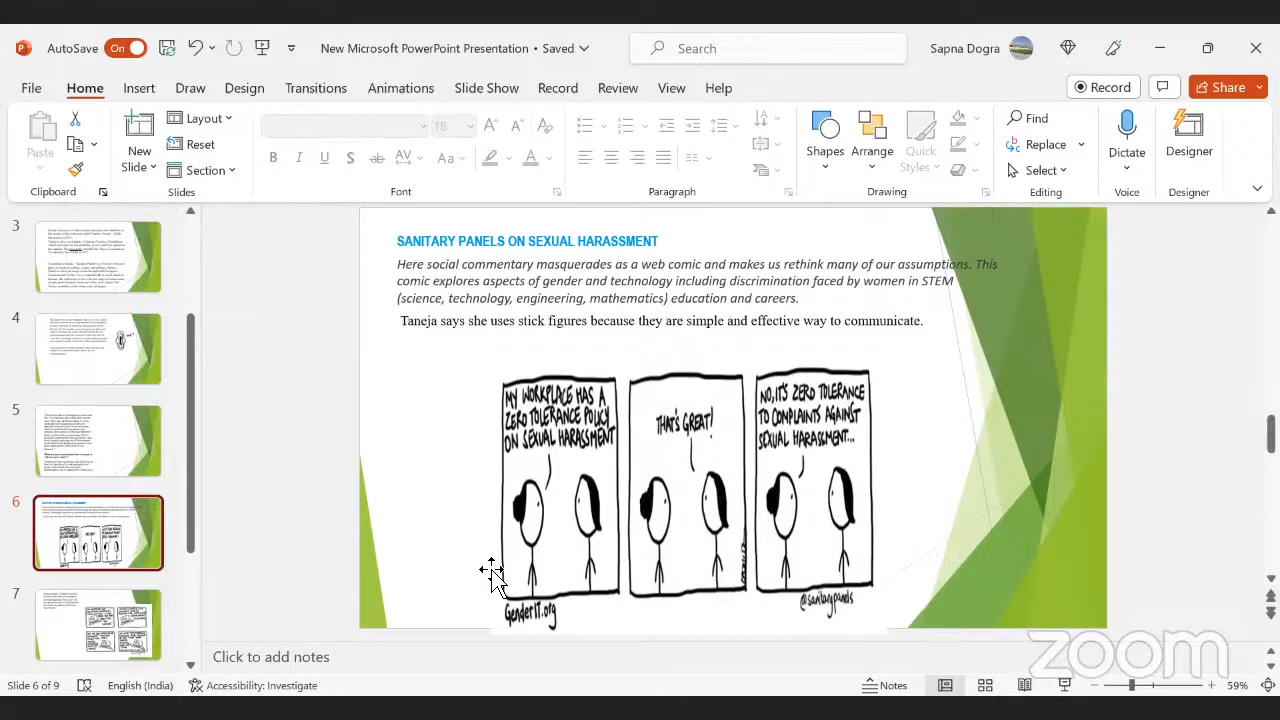 AutoSave On New Microsoft PowerPoint Presentation • Saved Search Sapna Dogra
File Home Insert Draw Design Transitions Animations Slide Show Record Review View Help Record Share
Paste
New Slide
Layout
Reset
Section
18
Aa
Shapes Arrange Quick Styles
Find
Replace
Select
Dictate Designer
Clipboard Slides Font Paragraph Drawing Editing Voice Designer
3
4
5
6
7
SANITARY PANELS ON SEXUAL HARASSMENT
Here social commentary masquerades as a web comic and makes us rethink many of our assumptions. This
comic explores aspects of gender and technology including discrimination faced by women in STEM
(science, technology, engineering, mathematics) education and careers.
Taneja says she uses stick figures because they are simple and effective way to communicate.
MY WORKPLACE HAS A
ZERO TOLERANCE POLICY
ON SEXUAL HARASSMENT
THAT'S GREAT!
NO, IT'S ZERO TOLERANCE
TO COMPLAINTS AGAINST
SEXUAL HARASSMENT...
GenderIT.org
@sanitarypanels
Click to add notes
zoom
Slide 6 of 9 English (India) Accessibility: Investigate Notes 59%